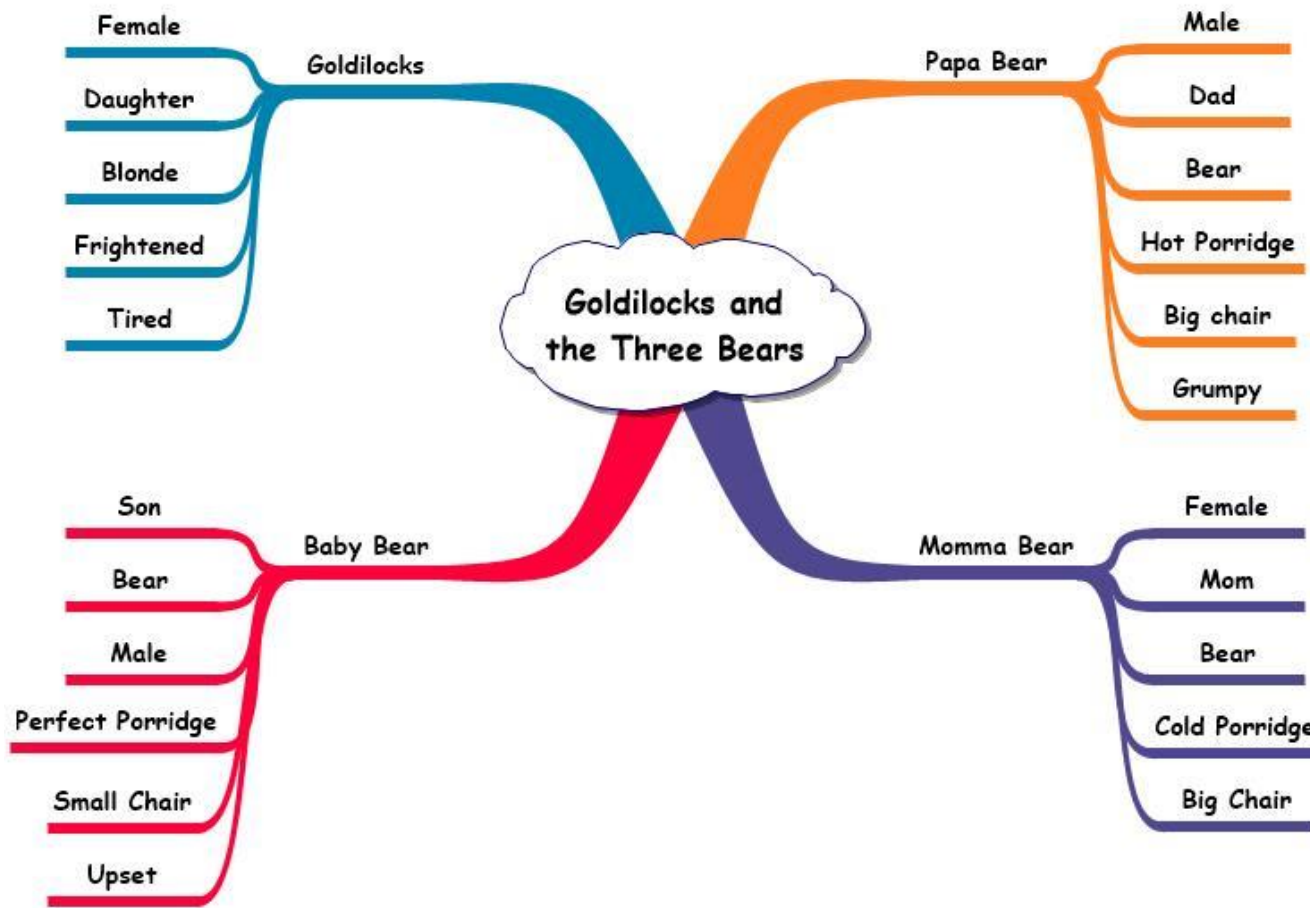 Goldilocks and
the Three Bears
Goldilocks
Female
Daughter
Blonde
Frightened
Tired
Papa Bear
Male
Dad
Bear
Hot Porridge
Big chair
Grumpy
Baby Bear
Son
Bear
Male
Perfect Porridge
Small Chair
Upset
Momma Bear
Female
Mom
Bear
Cold Porridge
Big Chair